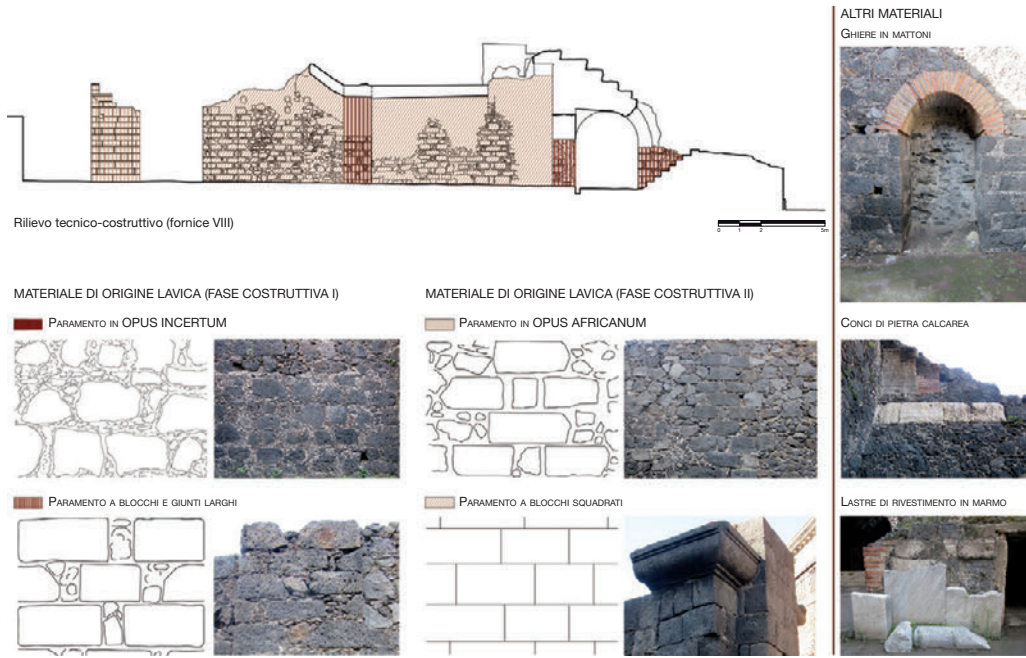 Rilievo tecnico-costruttivo (fornice VIII)
0 1 2 5m
MATERIALE DI ORIGINE LAVICA (FASE COSTRUTTIVA I)
PARAMENTO IN OPUS INCERTUM
PARAMENTO A BLOCCHI E GIUNTI LARGHI
MATERIALE DI ORIGINE LAVICA (FASE COSTRUTTIVA II)
PARAMENTO IN OPUS AFRICANUM
PARAMENTO A BLOCCHI SQUADRATI
ALTRI MATERIALI
GHIERE IN MATTONI
CONCI DI PIETRA CALCAREA
LASTRE DI RIVESTIMENTO IN MARMO